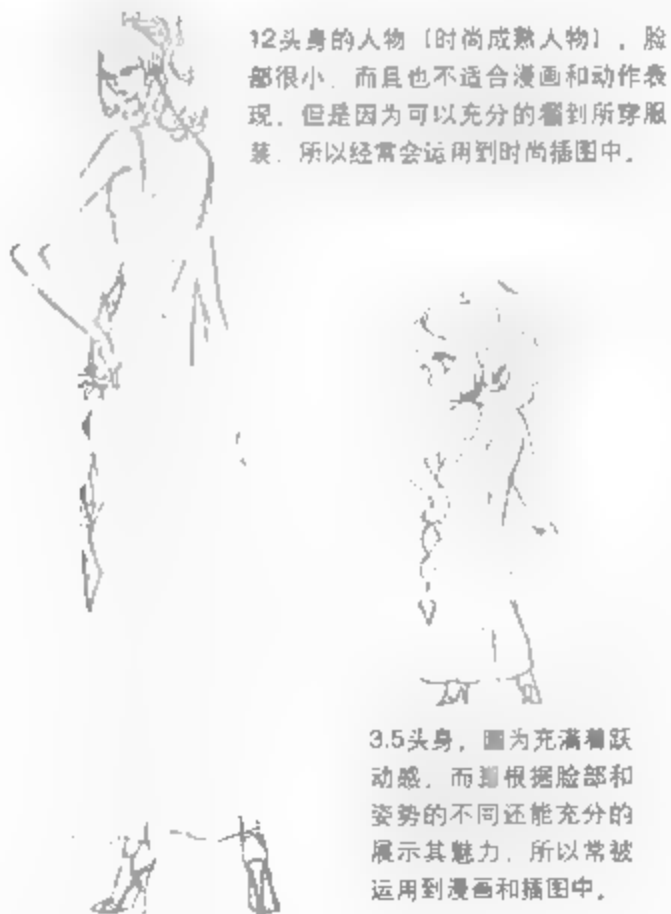 12头身的人物（时尚成熟人物），脸
部很小，而且也不适合漫画和动作表
现，但是因为可以充分的看到所穿服
装，所以经常会运用到时尚插图中。
3.5头身，因为充满着跃
动感，而且根据脸部和
姿势的不同还能充分的
展示其魅力，所以常被
运用到漫画和插图中。